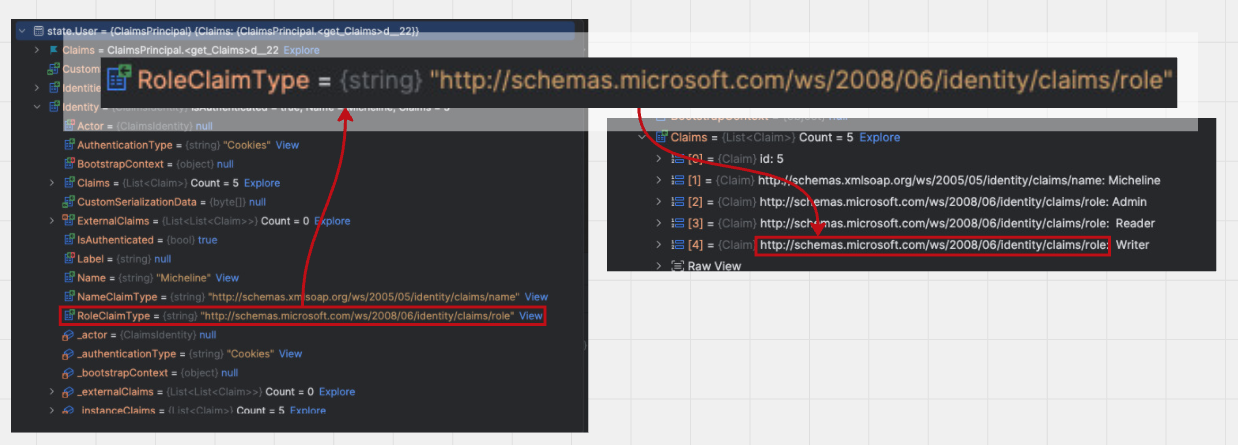 state.User = {ClaimsPrincipal} {Claims: {ClaimsPrincipal.<get_Claims>d__22}}
Claims = ClaimsPrincipal.<get_Claims>d__22 Explore
Custom
Identitie
Identity = {ClaimsIdentity} IsAuthenticated = true, Name = Micheline, Claims = 5
Actor = {ClaimsIdentity} null
AuthenticationType = {string} "Cookies" View
BootstrapContext = {object} null
Claims = {List<Claim>} Count = 5 Explore
CustomSerializationData = {byte[]} null
ExternalClaims = {List<List<Claim>>} Count = 0 Explore
IsAuthenticated = {bool} true
Label = {string} null
Name = {string} "Micheline" View
NameClaimType = {string} "http://schemas.xmlsoap.org/ws/2005/05/identity/claims/name" View
RoleClaimType = {string} "http://schemas.microsoft.com/ws/2008/06/identity/claims/role" View
_actor = {ClaimsIdentity} null
_authenticationType = {string} "Cookies" View
_bootstrapContext = {object} null
_externalClaims = {List<List<Claim>>} Count = 0 Explore
_instanceClaims = {List<Claim>} Count = 5 Explore
RoleClaimType = {string} "http://schemas.microsoft.com/ws/2008/06/identity/claims/role"
BootstrapContext = {object} null
Claims = {List<Claim>} Count = 5 Explore
[0] = {Claim} id: 5
[1] = {Claim} http://schemas.xmlsoap.org/ws/2005/05/identity/claims/name: Micheline
[2] = {Claim} http://schemas.microsoft.com/ws/2008/06/identity/claims/role: Admin
[3] = {Claim} http://schemas.microsoft.com/ws/2008/06/identity/claims/role: Reader
[4] = {Claim} http://schemas.microsoft.com/ws/2008/06/identity/claims/role: Writer
Raw View